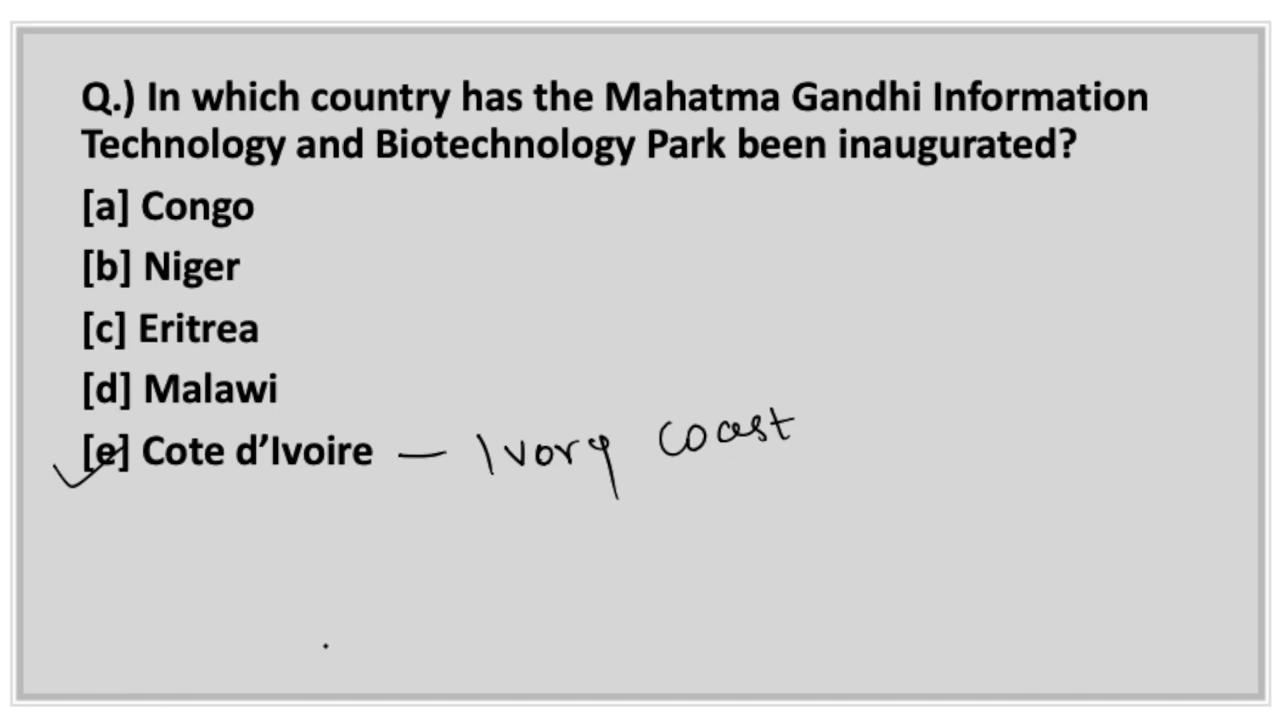 Q.) In which country has the Mahatma Gandhi Information
Technology and Biotechnology Park been inaugurated?
[a] Congo
[b] Niger
[c] Eritrea
[d] Malawi
[e] Cote d’Ivoire — Ivory coast